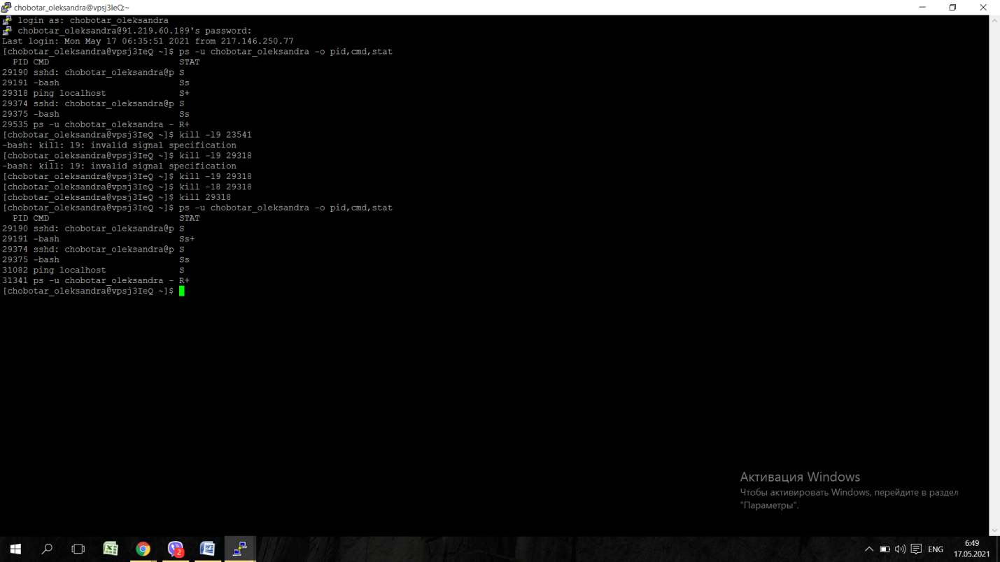 chobotar_oleksandra@vpsj3IeQ:~
login as: chobotar_oleksandra
chobotar_oleksandra@91.219.60.189's password:
Last login: Mon May 17 06:35:51 2021 from 217.146.250.77
[chobotar_oleksandra@vpsj3IeQ ~]$ ps -u chobotar_oleksandra -o pid,cmd,stat
  PID CMD                         STAT
29190 sshd: chobotar_oleksandra@p S
29191 -bash                       Ss
29318 ping localhost              S+
29374 sshd: chobotar_oleksandra@p S
29375 -bash                       Ss
29535 ps -u chobotar_oleksandra - R+
[chobotar_oleksandra@vpsj3IeQ ~]$ kill -l9 23541
-bash: kill: l9: invalid signal specification
[chobotar_oleksandra@vpsj3IeQ ~]$ kill -l9 29318
-bash: kill: l9: invalid signal specification
[chobotar_oleksandra@vpsj3IeQ ~]$ kill -19 29318
[chobotar_oleksandra@vpsj3IeQ ~]$ kill -18 29318
[chobotar_oleksandra@vpsj3IeQ ~]$ kill 29318
[chobotar_oleksandra@vpsj3IeQ ~]$ ps -u chobotar_oleksandra -o pid,cmd,stat
  PID CMD                         STAT
29190 sshd: chobotar_oleksandra@p S
29191 -bash                       Ss+
29374 sshd: chobotar_oleksandra@p S
29375 -bash                       Ss
31082 ping localhost              S
31341 ps -u chobotar_oleksandra - R+
[chobotar_oleksandra@vpsj3IeQ ~]$
Активация Windows
Чтобы активировать Windows, перейдите в раздел
"Параметры".
2
ENG
6:49
17.05.2021